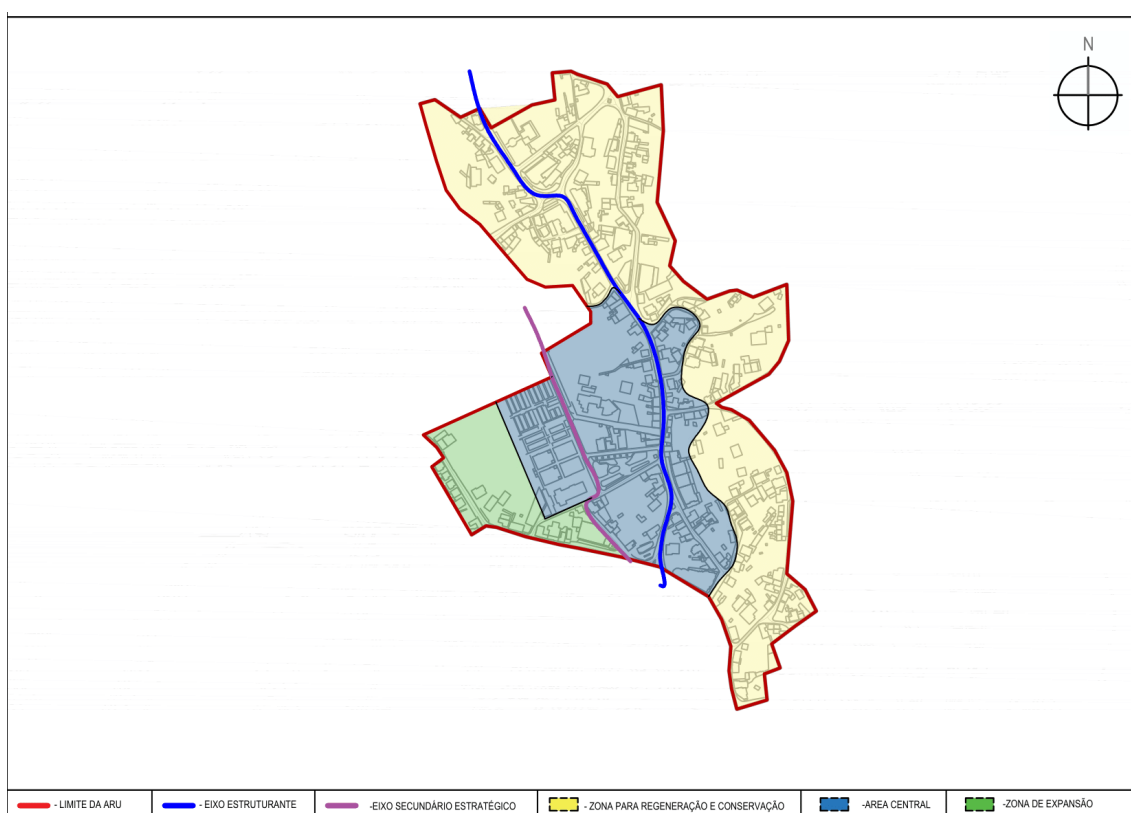 N
- LIMITE DA ARU
- EIXO ESTRUTURANTE
-EIXO SECUNDÁRIO ESTRATÉGICO
- ZONA PARA REGENERAÇÃO E CONSERVAÇÃO
-AREA CENTRAL
-ZONA DE EXPANSÃO